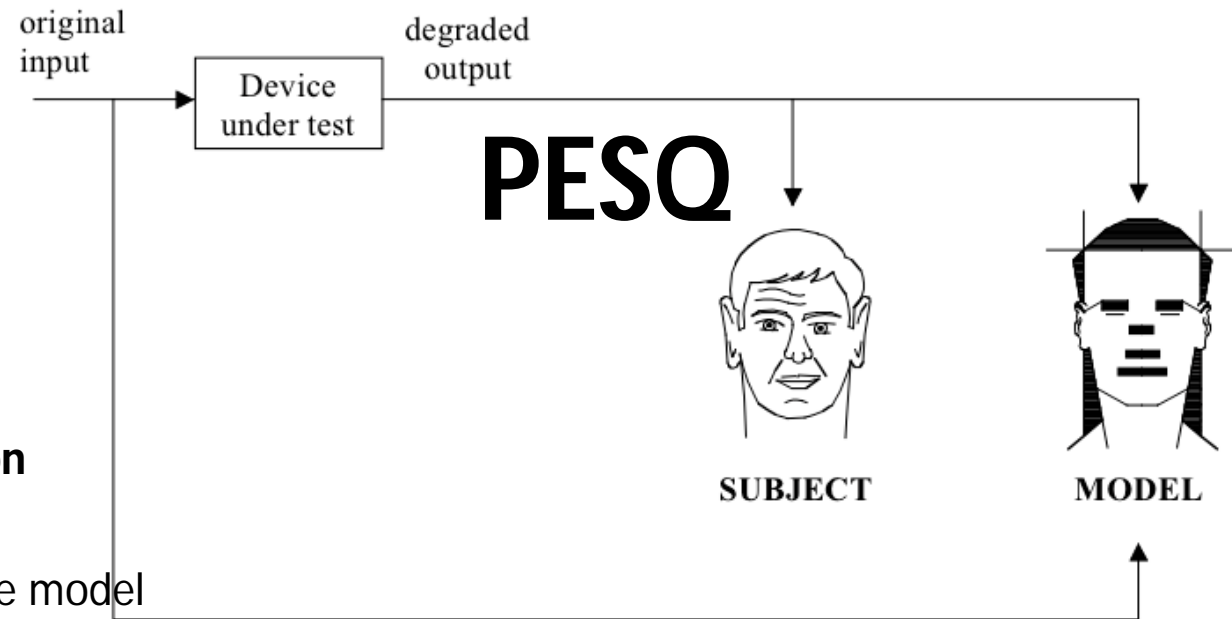 original
input
degraded
output
Device
under test
PESQ
SUBJECT
MODEL
n
e model